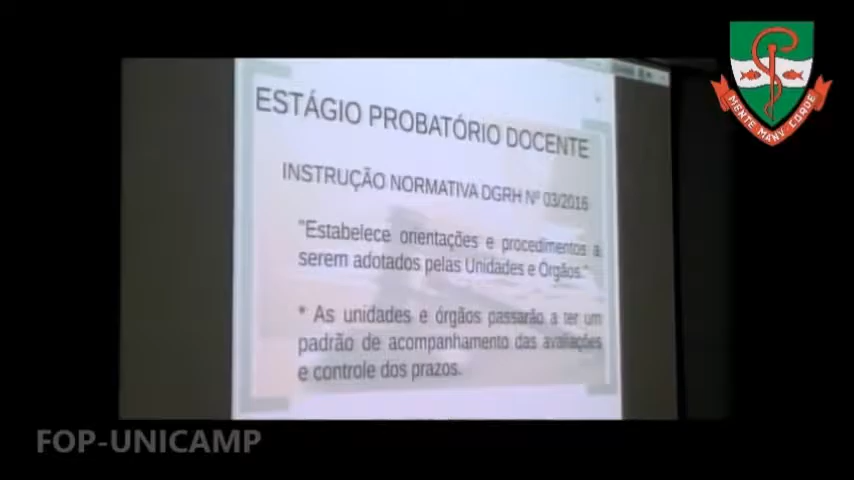 ESTÁGIO PROBATÓRIO DOCENTE
INSTRUÇÃO NORMATIVA DGRH Nº 03/2016
"Estabelece orientações e procedimentos a
serem adotados pelas Unidades e Órgãos."
* As unidades e órgãos passarão a ter um
padrão de acompanhamento das avaliações
e controle dos prazos.
MENTE MANV CORDE
FOP-UNICAMP